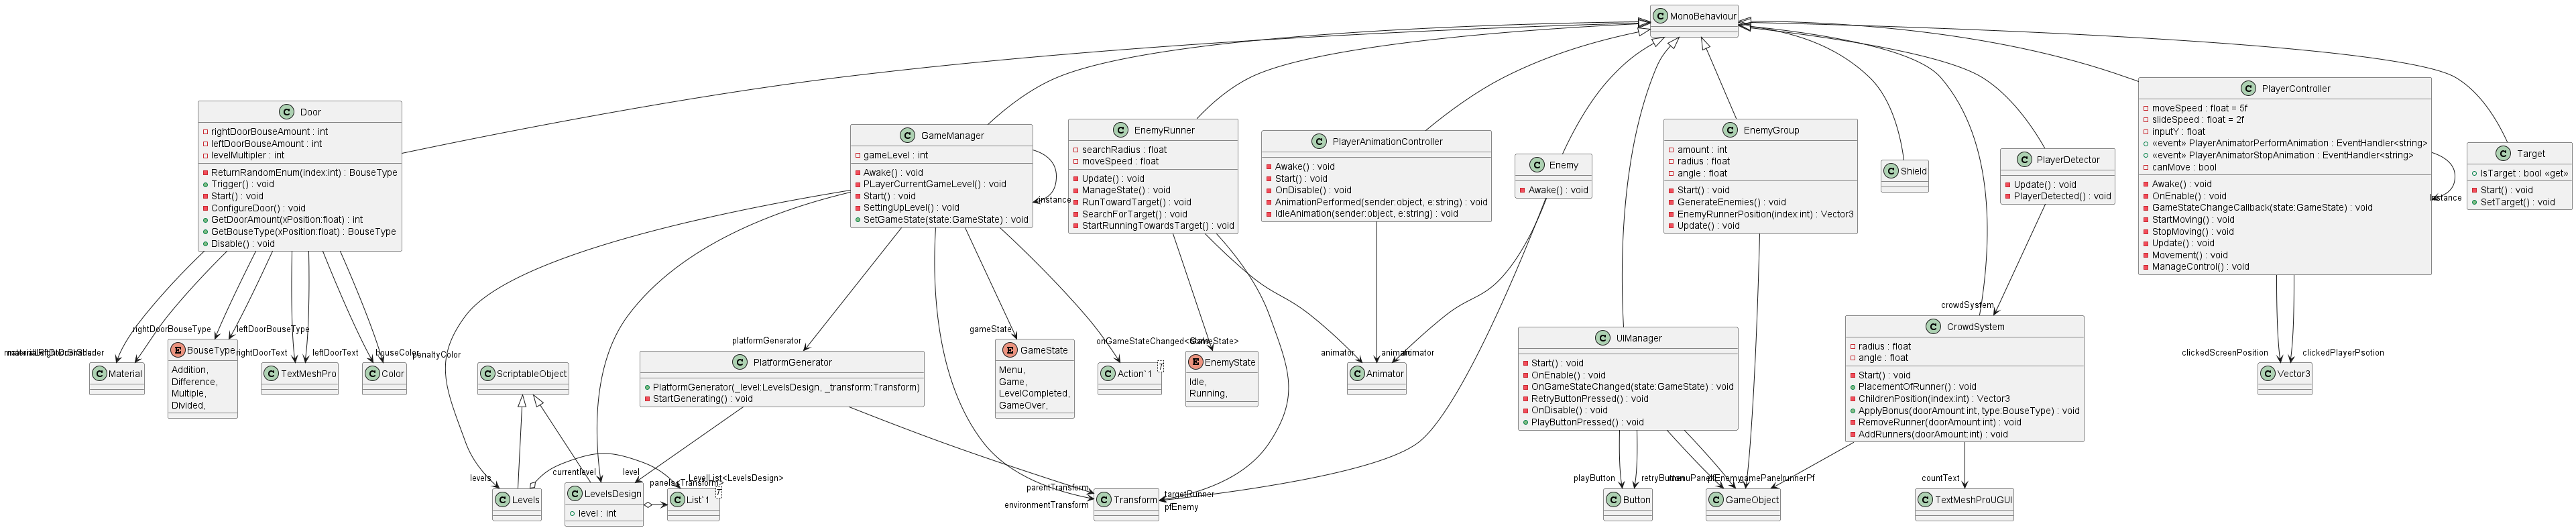 MonoBehaviour
Door
rightDoorBouseAmount : int
leftDoorBouseAmount : int
levelMultipler : int
ReturnRandomEnum(index:int) : BouseType
Trigger() : void
Start() : void
ConfigureDoor() : void
GetDoorAmount(xPosition:float) : int
GetBouseType(xPosition:float) : BouseType
Disable() : void
GameManager
gameLevel : int
Awake() : void
PLayerCurrentGameLevel() : void
Start() : void
SettingUpLevel() : void
SetGameState(state:GameState) : void
instance
EnemyRunner
searchRadius : float
moveSpeed : float
Update() : void
ManageState() : void
RunTowardTarget() : void
SearchForTarget() : void
StartRunningTowardsTarget() : void
PlayerAnimationController
Awake() : void
Start() : void
OnDisable() : void
AnimationPerformed(sender:object, e:string) : void
IdleAnimation(sender:object, e:string) : void
Enemy
Awake() : void
EnemyGroup
amount : int
radius : float
angle : float
Start() : void
GenerateEnemies() : void
EnemyRunnerPosition(index:int) : Vector3
Update() : void
Shield
PlayerDetector
Update() : void
PlayerDetected() : void
PlayerController
moveSpeed : float = 5f
slideSpeed : float = 2f
inputY : float
«event» PlayerAnimatorPerformAnimation : EventHandler<string>
«event» PlayerAnimatorStopAnimation : EventHandler<string>
canMove : bool
Awake() : void
OnEnable() : void
GameStateChangeCallback(state:GameState) : void
StartMoving() : void
StopMoving() : void
Update() : void
Movement() : void
ManageControl() : void
Target
IsTarget : bool «get»
Start() : void
SetTarget() : void
rightDoorBouseType
leftDoorBouseType
rightDoorText
leftDoorText
bouseColor
penaltyColor
platformGenerator
gameState
onGameStateChanged<GameState>
animator
animator
crowdSystem
clickedScreenPosition
clickedPlayerPsotion
Material
BouseType
Addition,
Difference,
Multiple,
Divided,
TextMeshPro
Color
ScriptableObject
PlatformGenerator
PlatformGenerator(_level:LevelsDesign, _transform:Transform)
StartGenerating() : void
GameState
Menu,
Game,
LevelCompleted,
GameOver,
Action`1
T
EnemyState
Idle,
Running,
Animator
UIManager
Start() : void
OnEnable() : void
OnGameStateChanged(state:GameState) : void
RetryButtonPressed() : void
OnDisable() : void
PlayButtonPressed() : void
CrowdSystem
radius : float
angle : float
Start() : void
PlacementOfRunner() : void
ChildrenPosition(index:int) : Vector3
ApplyBonus(doorAmount:int, type:BouseType) : void
RemoveRunner(doorAmount:int) : void
AddRunners(doorAmount:int) : void
Vector3
levels
currentlevel
level
LevelList<LevelsDesign>
parentTransform
environmentTransform
targetRunner
pfEnemy
playButton
retryButton
gamePanel
runnerPf
countText
Levels
LevelsDesign
level : int
List`1
T
Transform
Button
GameObject
TextMeshProUGUI